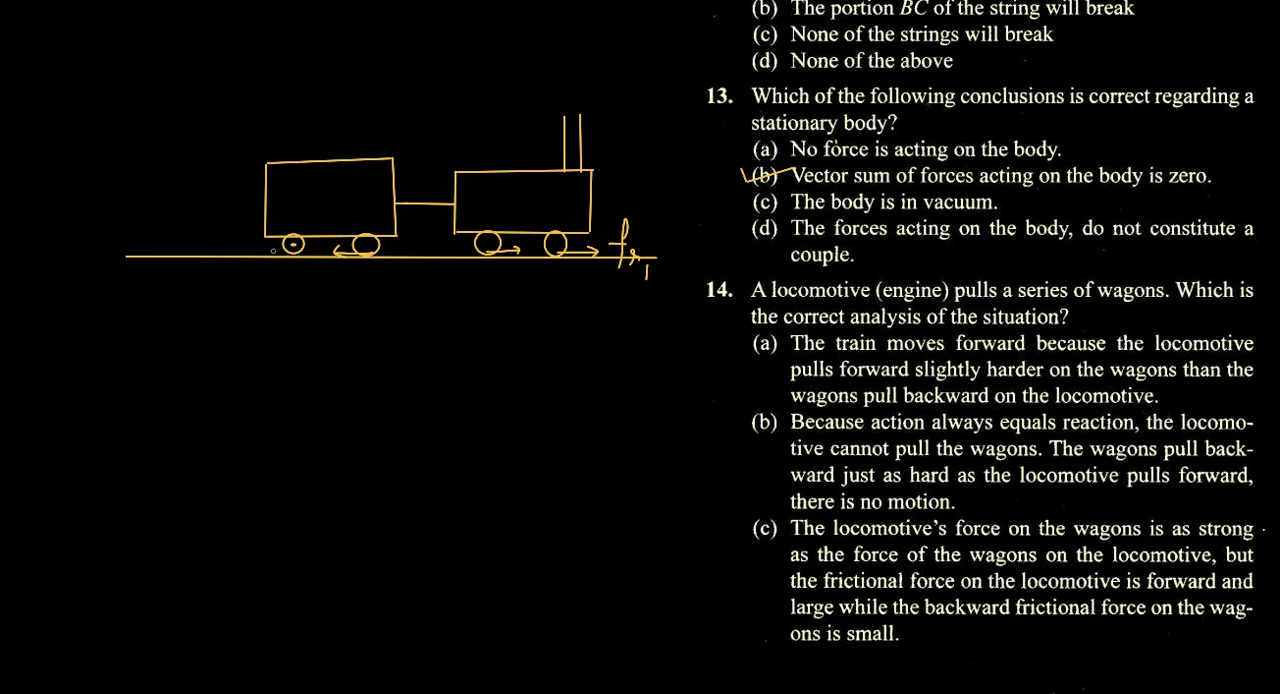 (b) The portion BC of the string will break
(c) None of the strings will break
(d) None of the above
13. Which of the following conclusions is correct regarding a
stationary body?
(a) No force is acting on the body.
(b) Vector sum of forces acting on the body is zero.
(c) The body is in vacuum.
(d) The forces acting on the body, do not constitute a
couple.
14. A locomotive (engine) pulls a series of wagons. Which is
the correct analysis of the situation?
(a) The train moves forward because the locomotive
pulls forward slightly harder on the wagons than the
wagons pull backward on the locomotive.
(b) Because action always equals reaction, the locomo-
tive cannot pull the wagons. The wagons pull back-
ward just as hard as the locomotive pulls forward,
there is no motion.
(c) The locomotive's force on the wagons is as strong
as the force of the wagons on the locomotive, but
the frictional force on the locomotive is forward and
large while the backward frictional force on the wag-
ons is small.
fr1